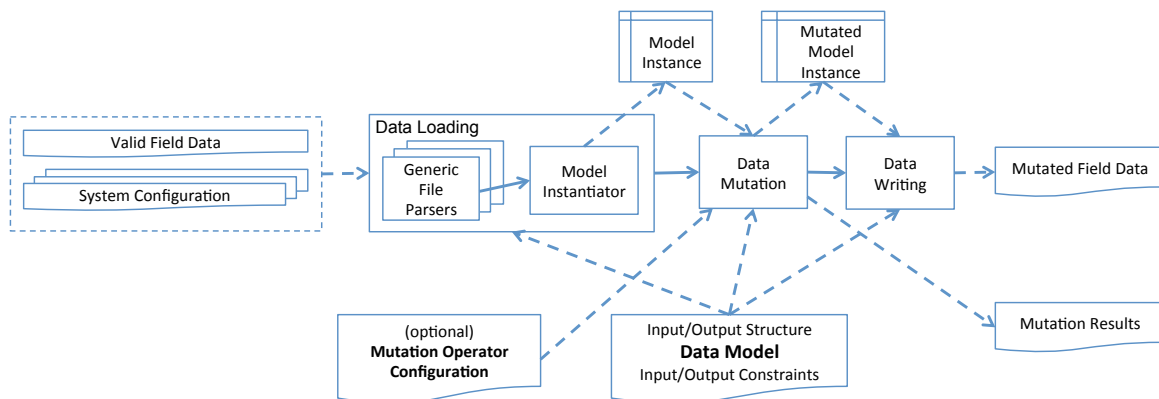 Model
Instance
Mutated
Model
Instance
Valid Field Data
System Configuration
Data Loading
Generic
File
Parsers
Model
Instantiator
Data
Mutation
Data
Writing
Mutated Field Data
(optional)
Mutation Operator
Configuration
Input/Output Structure
Data Model
Input/Output Constraints
Mutation Results